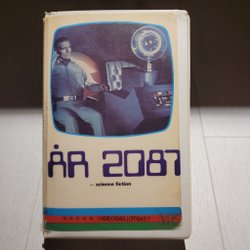 ÅR 2087
– science fiction
VIDEOBIBLIOTEKET